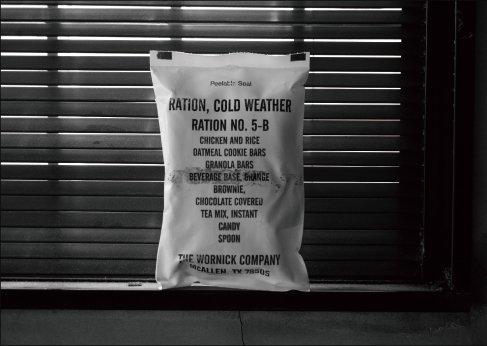 Peelable Seal
RATION, COLD WEATHER
RATION NO. 5-B
CHICKEN AND RICE
OATMEAL COOKIE BARS
GRANOLA BARS
BEVERAGE BASE, ORANGE
BROWNIE,
CHOCOLATE COVERED
TEA MIX, INSTANT
CANDY
SPOON
THE WORNICK COMPANY
McALLEN, TX 78505